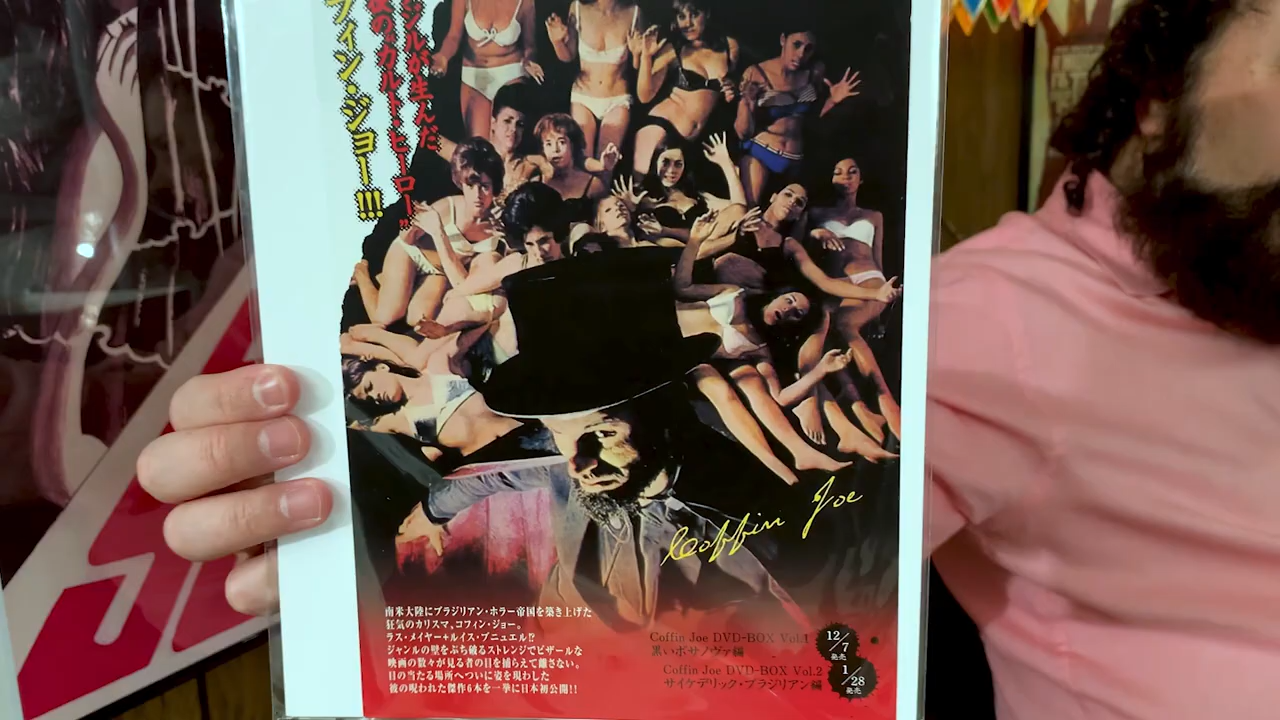 ジルが生んだ
カルト・ヒーロー"
フィン・ジョー!!!
Coffin Joe
南米大陸にブラジリアン・ホラー帝国を築き上げた
狂気のカリスマ、コフィン・ジョー。
ラス・メイヤー+ルイス・ブニュエル!?
ジャンルの壁をぶち破るストレンジでビザールな
映画の数々が見る者の目を捕らえて離さない。
目の当たる場所へついに姿を現わした
彼の呪われた傑作6本を一挙に日本初公開!!
Coffin Joe DVD-BOX Vol.1
黒いボサノヴァ編
12/7
発売
Coffin Joe DVD-BOX Vol.2
サイケデリック・ブラジリアン編
1/28
発売